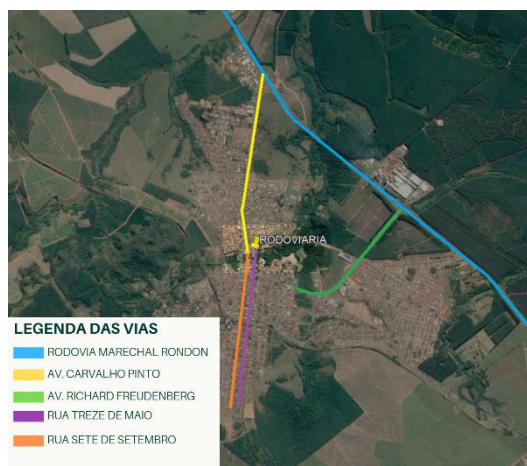 RODOVIARIA
LEGENDA DAS VIAS
RODOVIA MARECHAL RONDON
AV. CARVALHO PINTO
AV. RICHARD FREUDENBERG
RUA TREZE DE MAIO
RUA SETE DE SETEMBRO